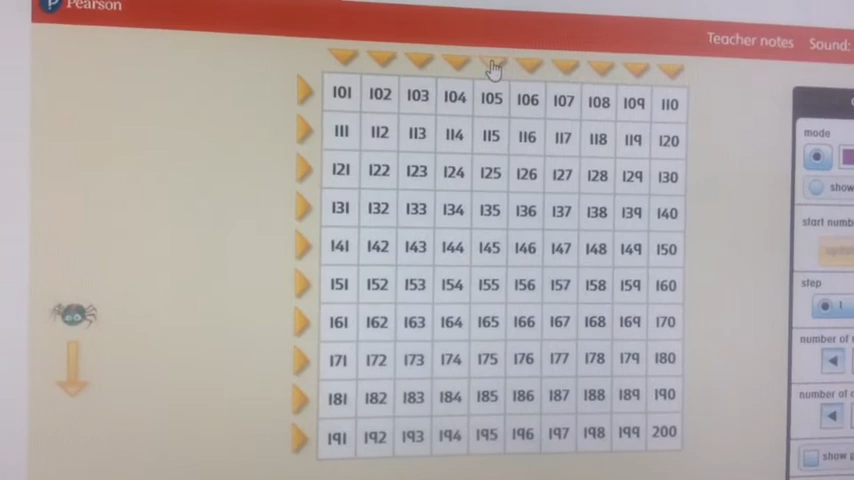 Pearson
Teacher notes Sound:
101 102 103 104 105 106 107 108 109 110
111 112 113 114 115 116 117 118 119 120
121 122 123 124 125 126 127 128 129 130
131 132 133 134 135 136 137 138 139 140
141 142 143 144 145 146 147 148 149 150
151 152 153 154 155 156 157 158 159 160
161 162 163 164 165 166 167 168 169 170
171 172 173 174 175 176 177 178 179 180
181 182 183 184 185 186 187 188 189 190
191 192 193 194 195 196 197 198 199 200
mode
show
start numb
step
1
number of
number of
show